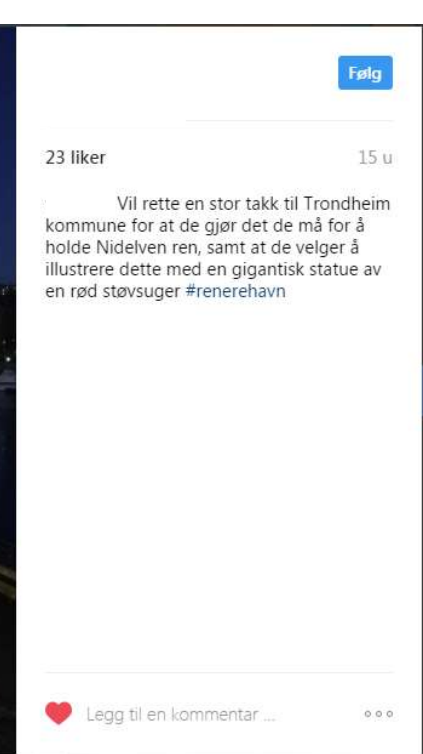 Følg
23 liker 15 u
Vil rette en stor takk til Trondheim
kommune for at de gjør det de må for å
holde Nidelven ren, samt at de velger å
illustrere dette med en gigantisk statue av
en rød støvsuger #renerehavn
Legg til en kommentar ...